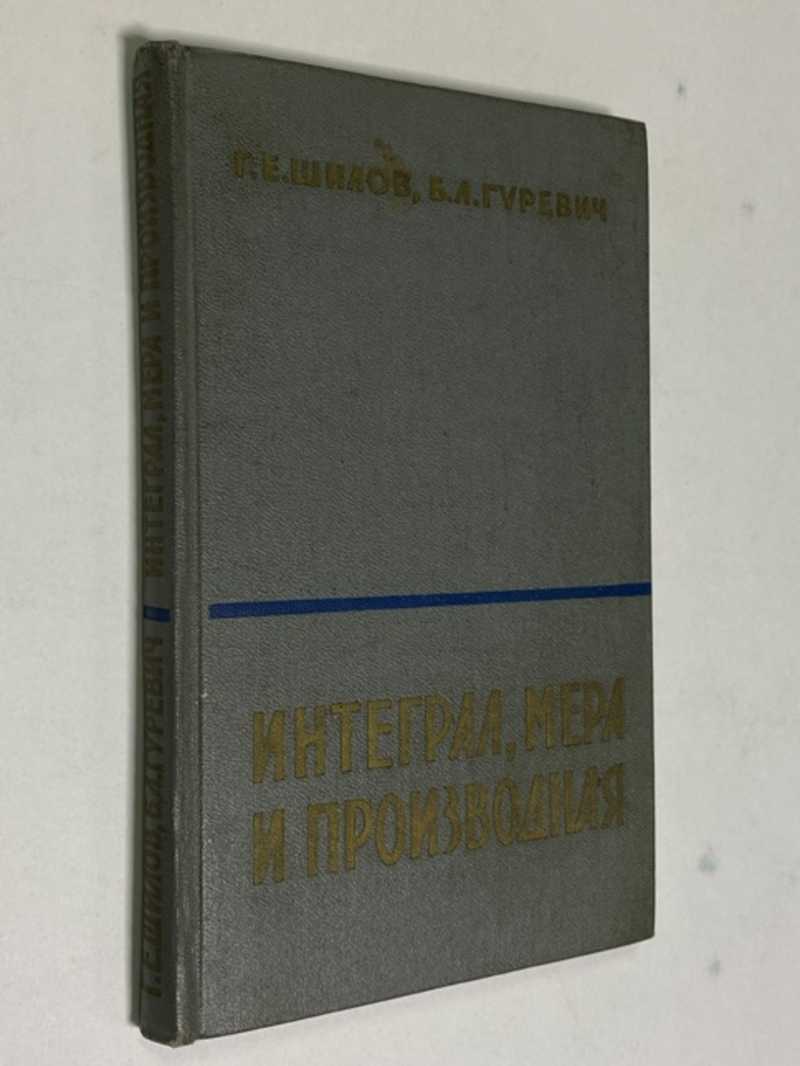 Г.Е.ШИЛОВ, Б.Л.ГУРЕВИЧ
ИНТЕГРАЛ, МЕРА
И ПРОИЗВОДНАЯ
Г.Е.ШИЛОВ, Б.Л.ГУРЕВИЧ ИНТЕГРАЛ, МЕРА И ПРОИЗВОДНАЯ